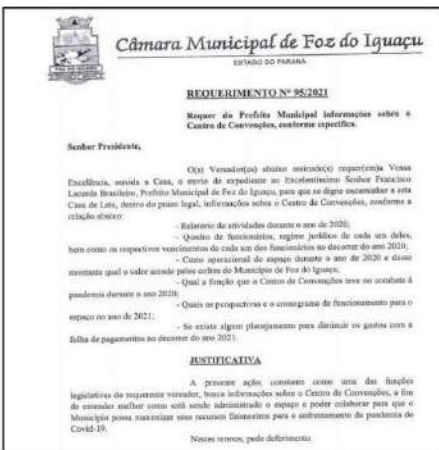 Câmara Municipal de Foz do Iguaçu
ESTADO DO PARANÁ
REQUERIMENTO Nº 95/2021
Requer do Prefeito Municipal informações sobre o
Centro de Convenções, conforme especifica.
Senhor Presidente,
O(s) Vereador(es) abaixo assinado(s) requer(em)a Vossa
Excelência, ouvida a Casa, o envio de expediente ao Excelentíssimo Senhor Francisco
Lacerda Brasileiro, Prefeito Municipal de Foz do Iguaçu, para que se digne encaminhar a esta
Casa de Leis, dentro do prazo legal, informações sobre o Centro de Convenções, conforme a
relação abaixo:
- Relatório de atividades durante o ano de 2020;
- Quadro de funcionários, regime jurídico de cada um deles,
bem como os respectivos vencimentos de cada um dos funcionários no decorrer do ano 2020;
- Custo operacional do espaço durante o ano de 2020 e desse
montante qual o valor arcado pelos cofres do Município de Foz do Iguaçu;
- Qual a função que o Centro de Convenções teve no combate à
pandemia durante o ano 2020;
- Quais as perspectivas e o cronograma de funcionamento para o
espaço no ano de 2021;
- Se existe algum planejamento para diminuir os gastos com a
folha de pagamentos no decorrer do ano 2021.
JUSTIFICATIVA
A presente ação, constante como uma das funções
legislativas do requerente vereador, busca informações sobre o Centro de Convenções, a fim
de entender melhor como está sendo administrado o espaço e poder colaborar para que o
Município possa maximizar seus recursos financeiros para o enfrentamento da pandemia de
Covid-19.
Nestes termos, pede deferimento.